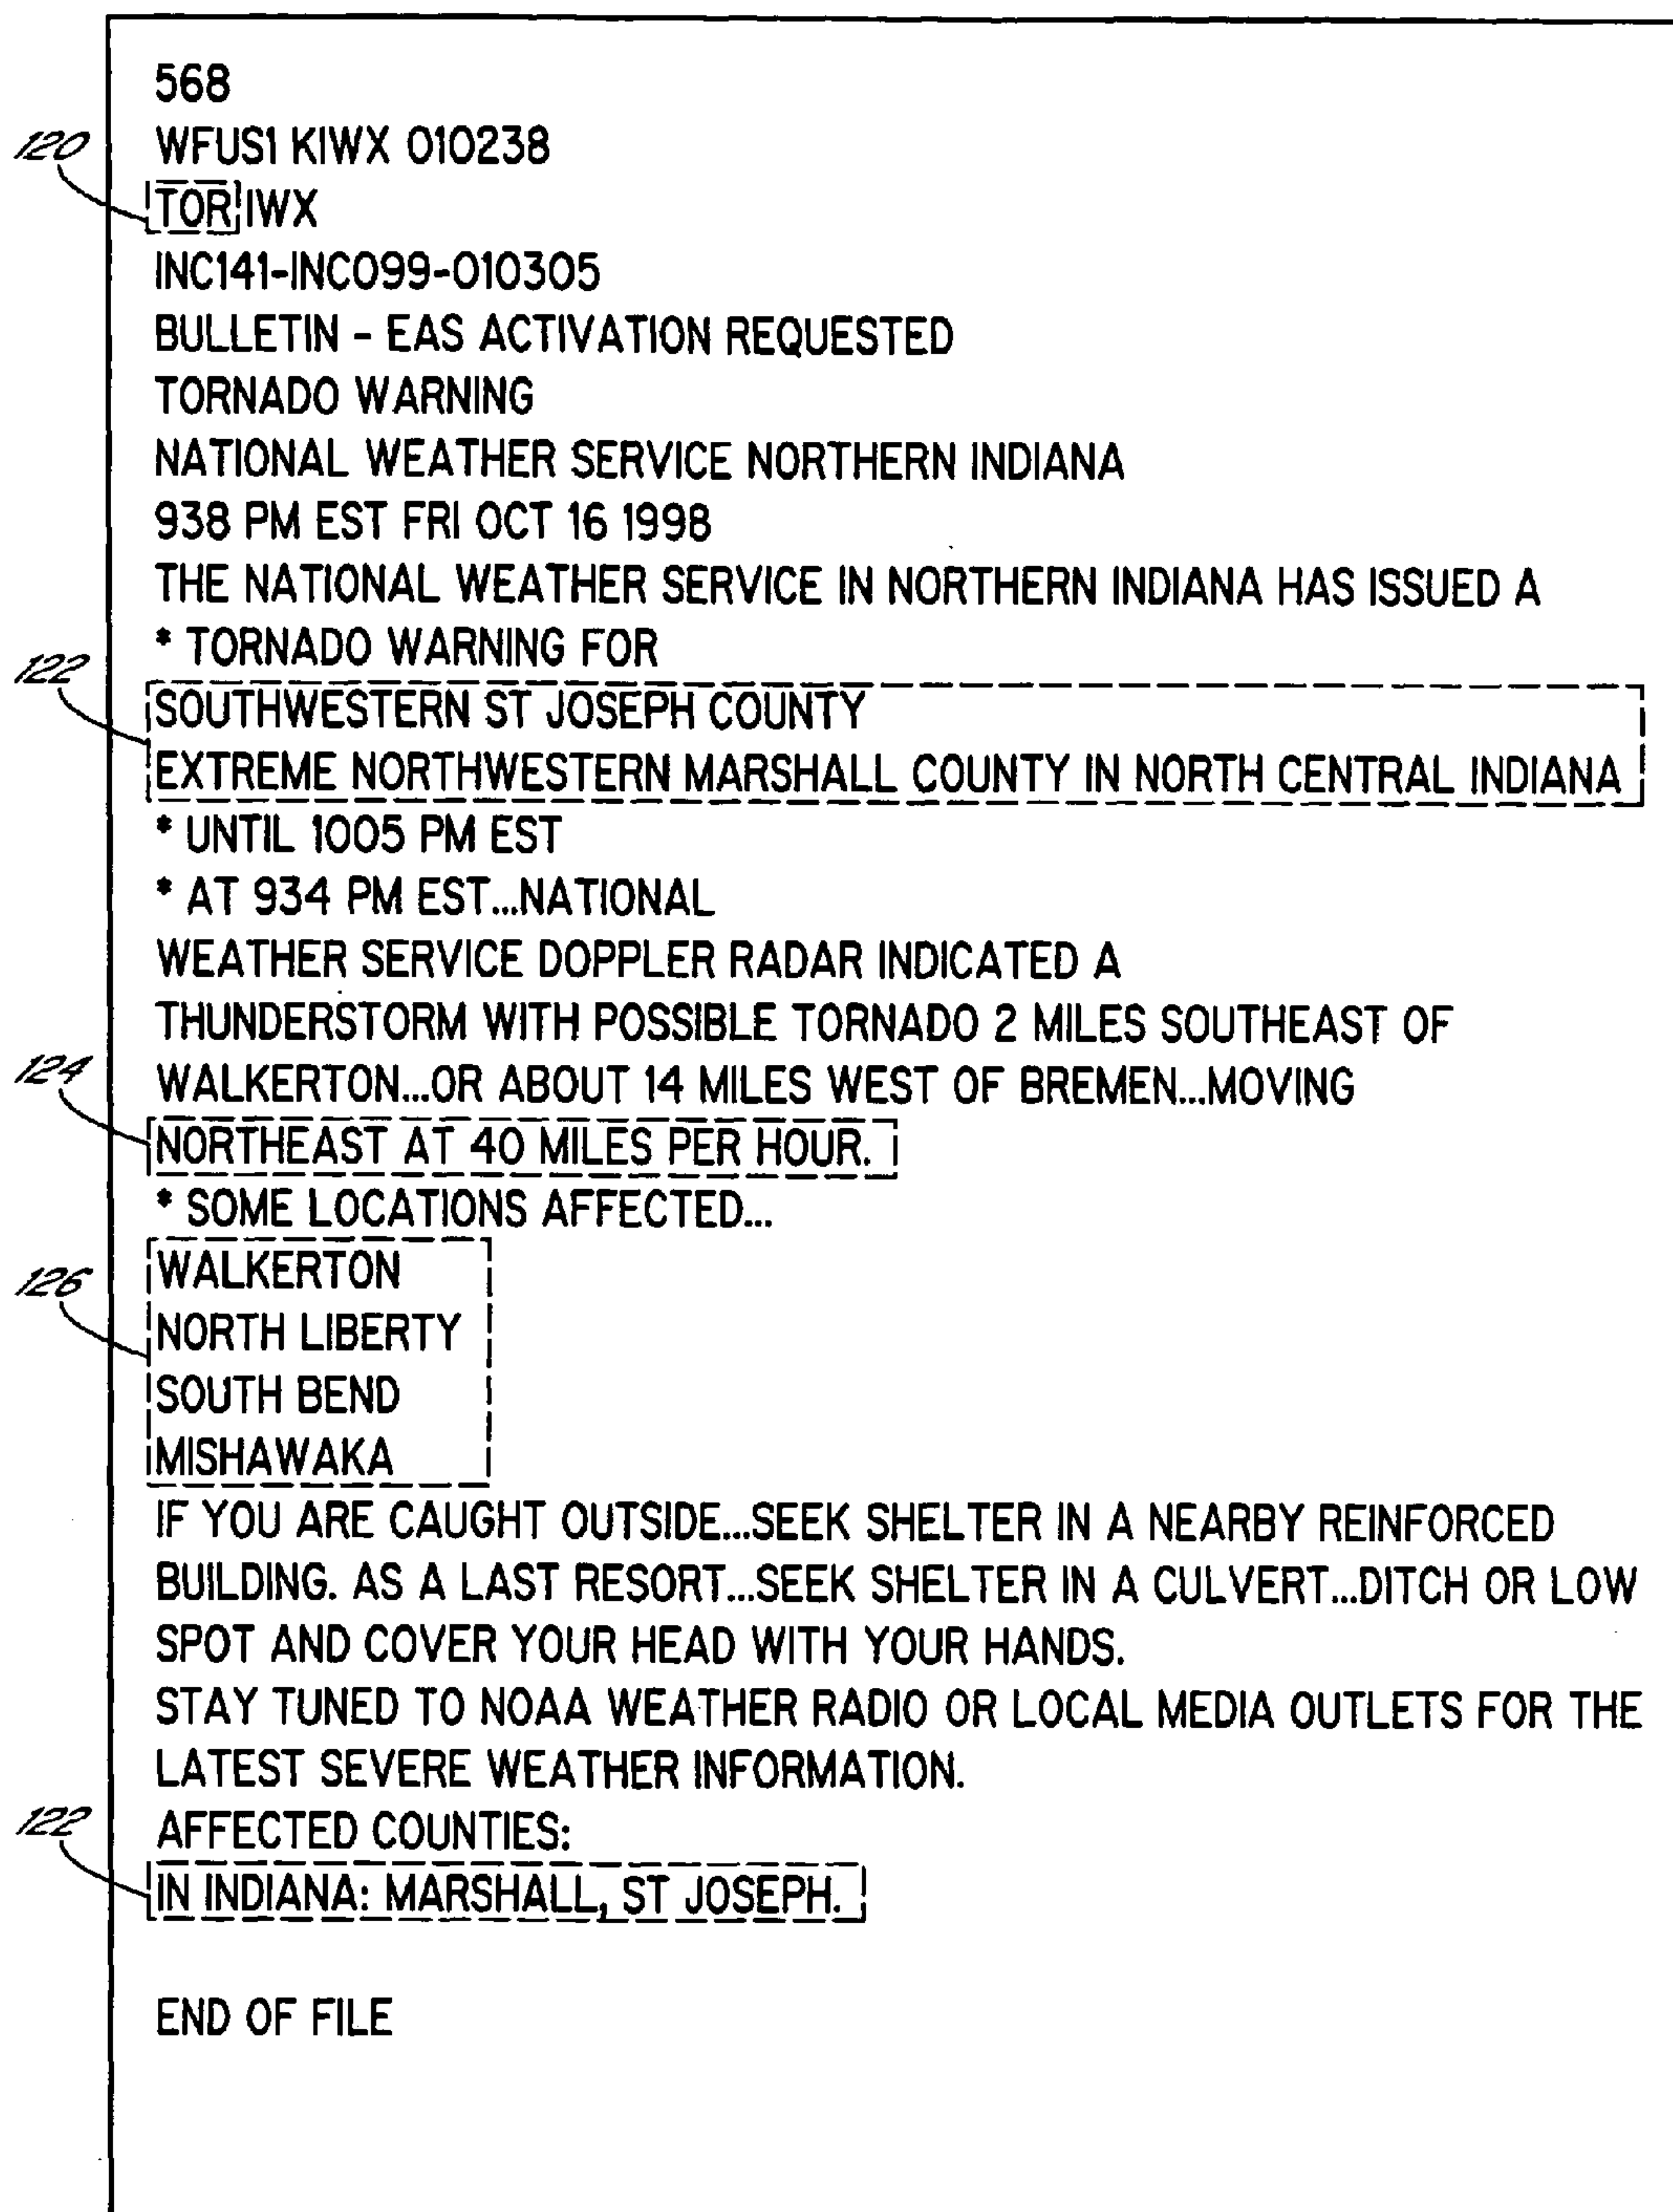 568
120
WFUS1 KIWX 010238
TOR IWX
INC141-INC099-010305
BULLETIN - EAS ACTIVATION REQUESTED
TORNADO WARNING
NATIONAL WEATHER SERVICE NORTHERN INDIANA
938 PM EST FRI OCT 16 1998
THE NATIONAL WEATHER SERVICE IN NORTHERN INDIANA HAS ISSUED A
* TORNADO WARNING FOR
122
SOUTHWESTERN ST JOSEPH COUNTY
EXTREME NORTHWESTERN MARSHALL COUNTY IN NORTH CENTRAL INDIANA
* UNTIL 1005 PM EST
* AT 934 PM EST...NATIONAL
WEATHER SERVICE DOPPLER RADAR INDICATED A
THUNDERSTORM WITH POSSIBLE TORNADO 2 MILES SOUTHEAST OF
124
WALKERTON...OR ABOUT 14 MILES WEST OF BREMEN...MOVING
NORTHEAST AT 40 MILES PER HOUR.
* SOME LOCATIONS AFFECTED...
126
WALKERTON
NORTH LIBERTY
SOUTH BEND
MISHAWAKA
IF YOU ARE CAUGHT OUTSIDE...SEEK SHELTER IN A NEARBY REINFORCED
BUILDING. AS A LAST RESORT...SEEK SHELTER IN A CULVERT...DITCH OR LOW
SPOT AND COVER YOUR HEAD WITH YOUR HANDS.
STAY TUNED TO NOAA WEATHER RADIO OR LOCAL MEDIA OUTLETS FOR THE
LATEST SEVERE WEATHER INFORMATION.
122
AFFECTED COUNTIES:
IN INDIANA: MARSHALL, ST JOSEPH.
END OF FILE